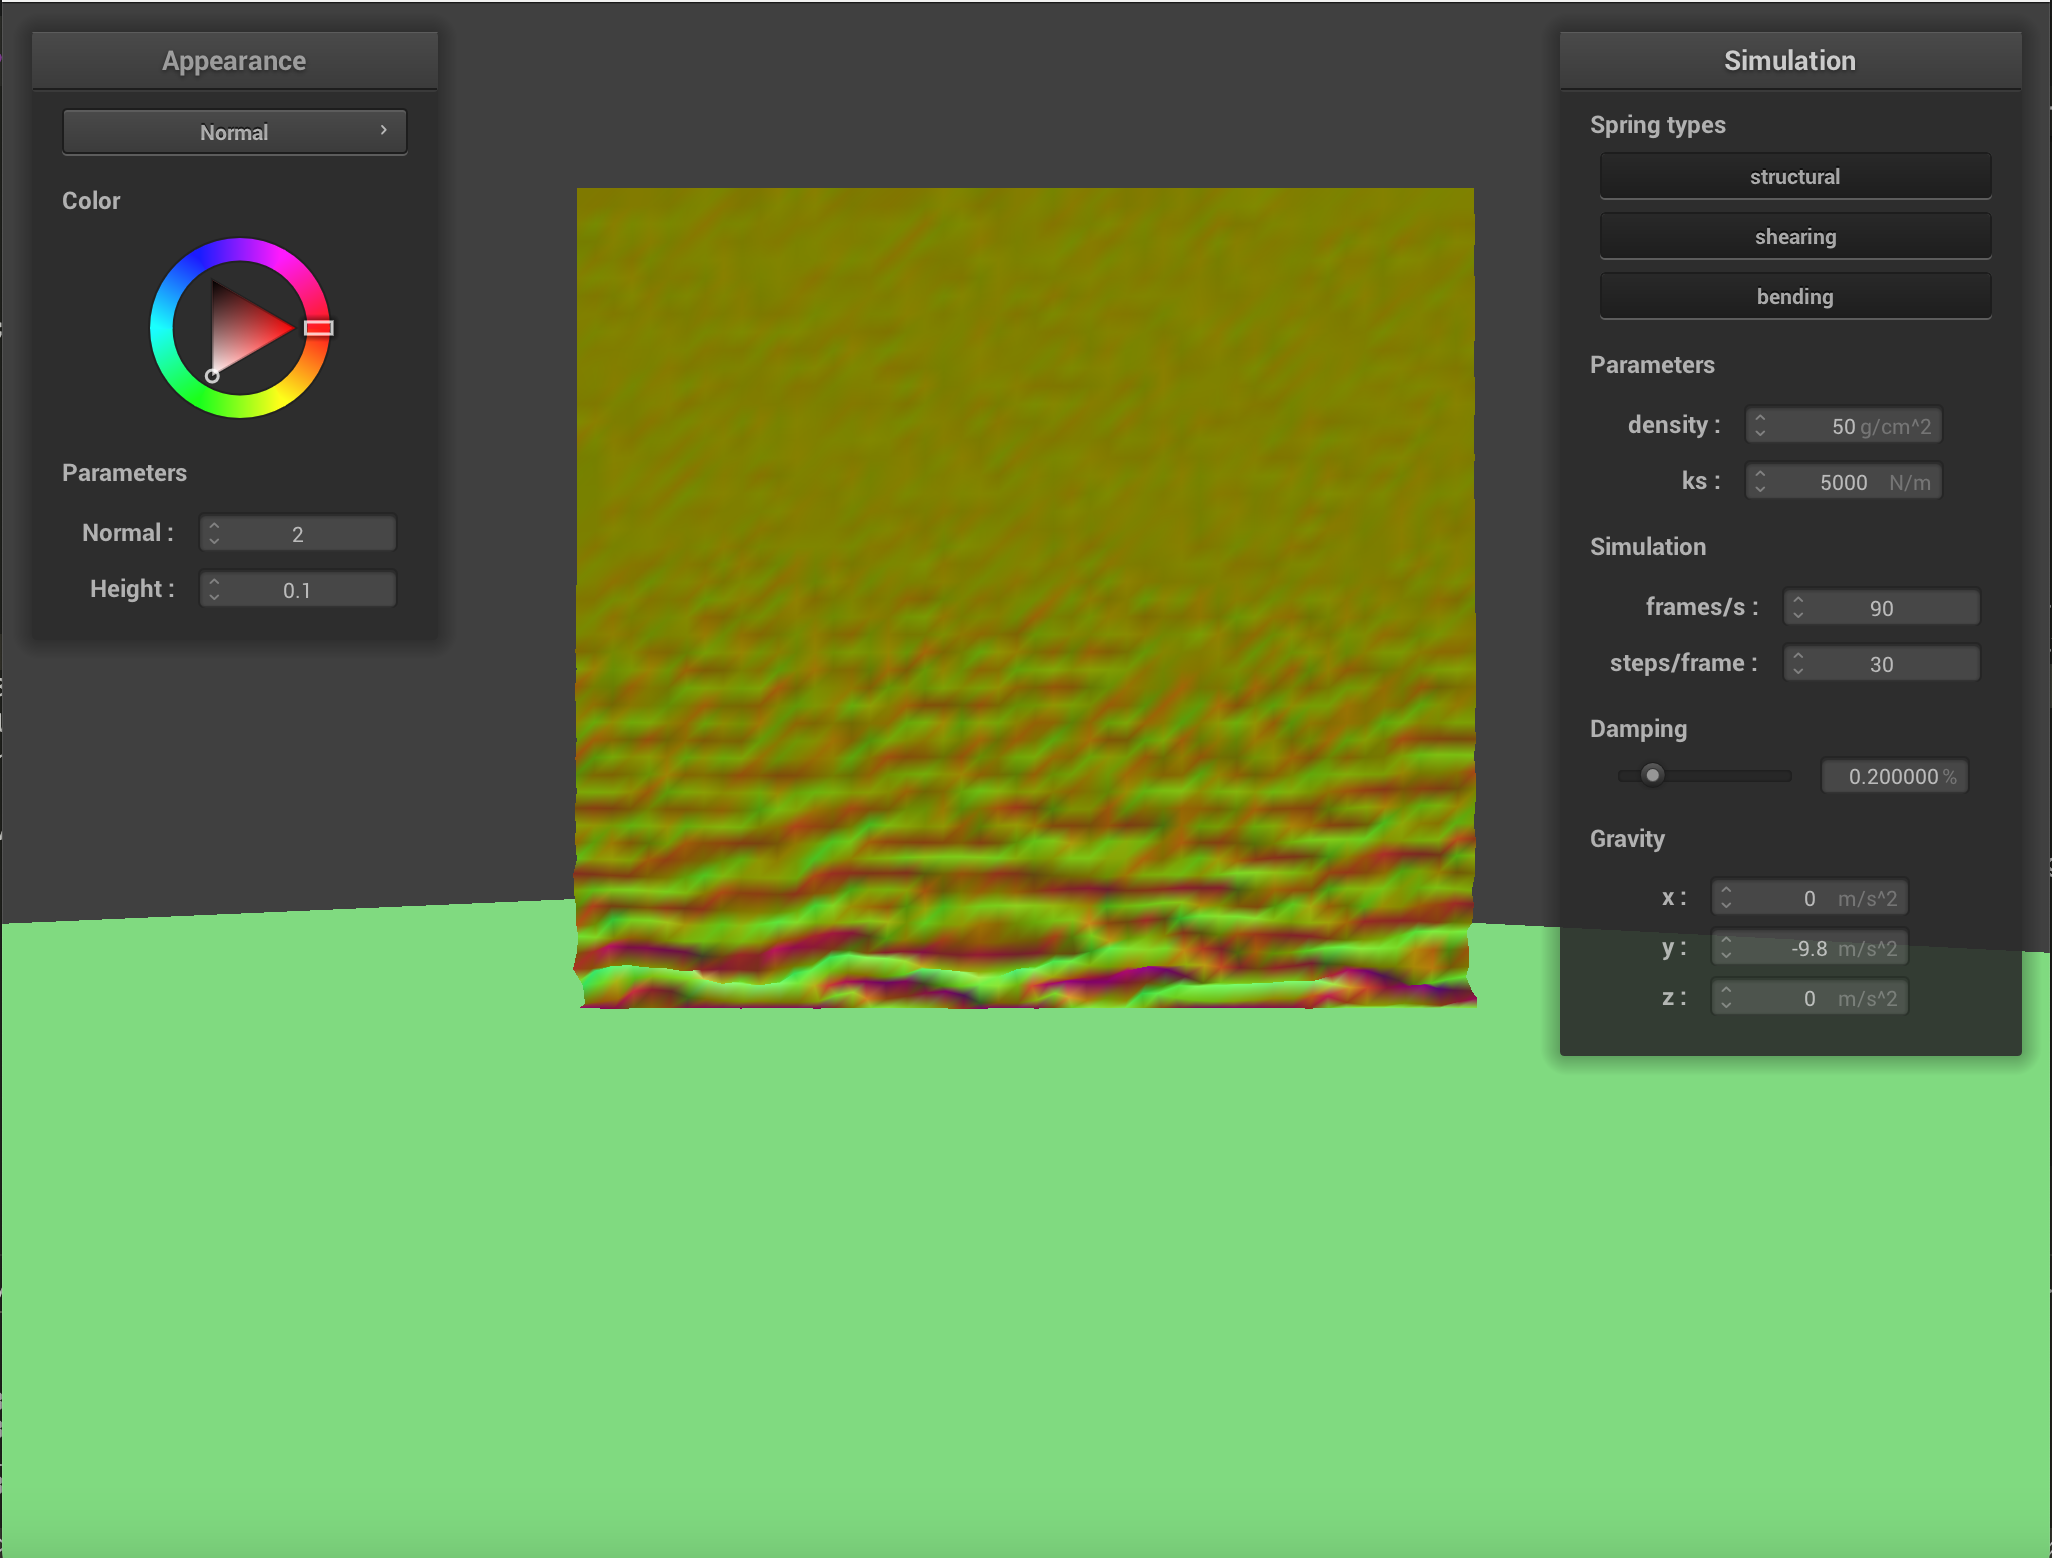 Appearance
Normal
Color
Parameters
Normal : 2
Height : 0.1
Simulation
Spring types
structural
shearing
bending
Parameters
density : 50 g/cm^2
ks : 5000 N/m
Simulation
frames/s : 90
steps/frame : 30
Damping
0.200000 %
Gravity
x : 0 m/s^2
y : -9.8 m/s^2
z : 0 m/s^2